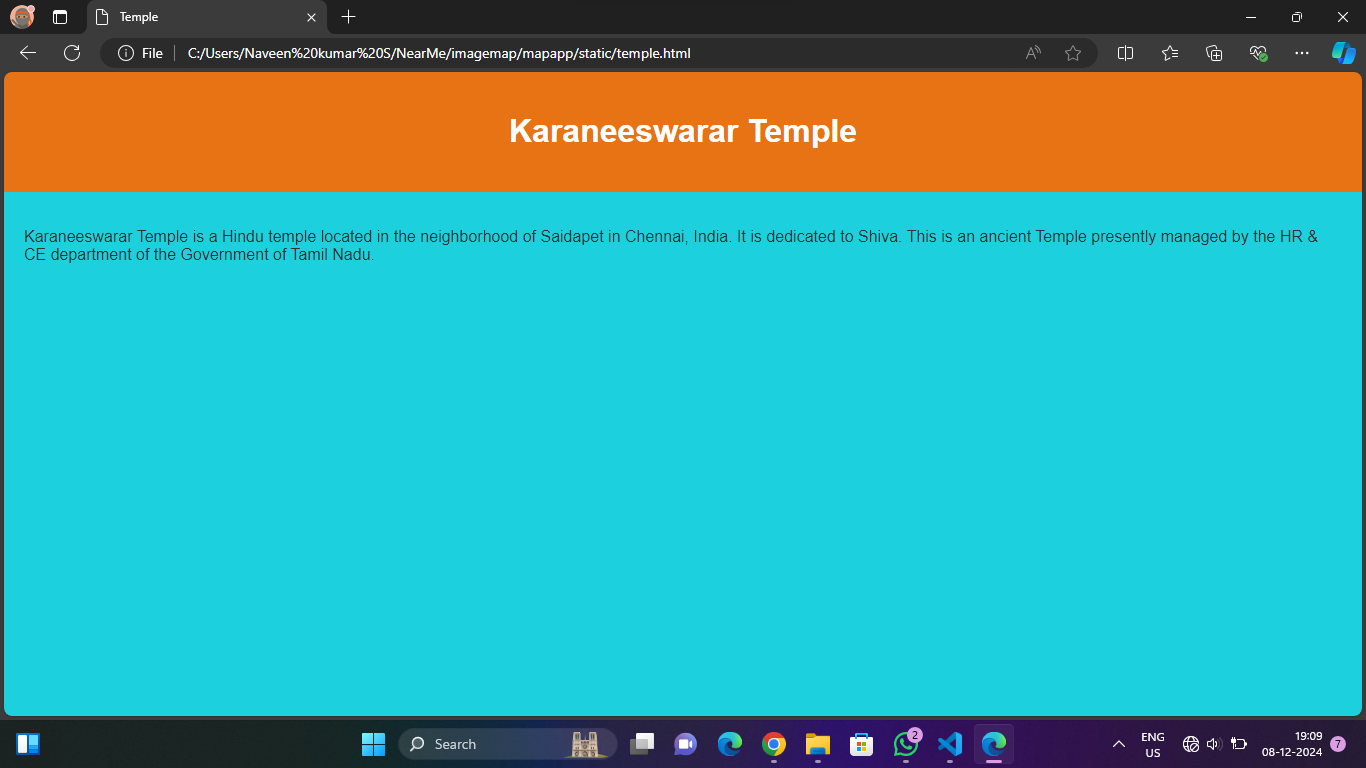 Temple
File
C:/Users/Naveen%20kumar%20S/NearMe/imagemap/mapapp/static/temple.html
Karaneeswarar Temple
Karaneeswarar Temple is a Hindu temple located in the neighborhood of Saidapet in Chennai, India. It is dedicated to Shiva. This is an ancient Temple presently managed by the HR &
CE department of the Government of Tamil Nadu.
Search
2
ENG
US
19:09
08-12-2024
7